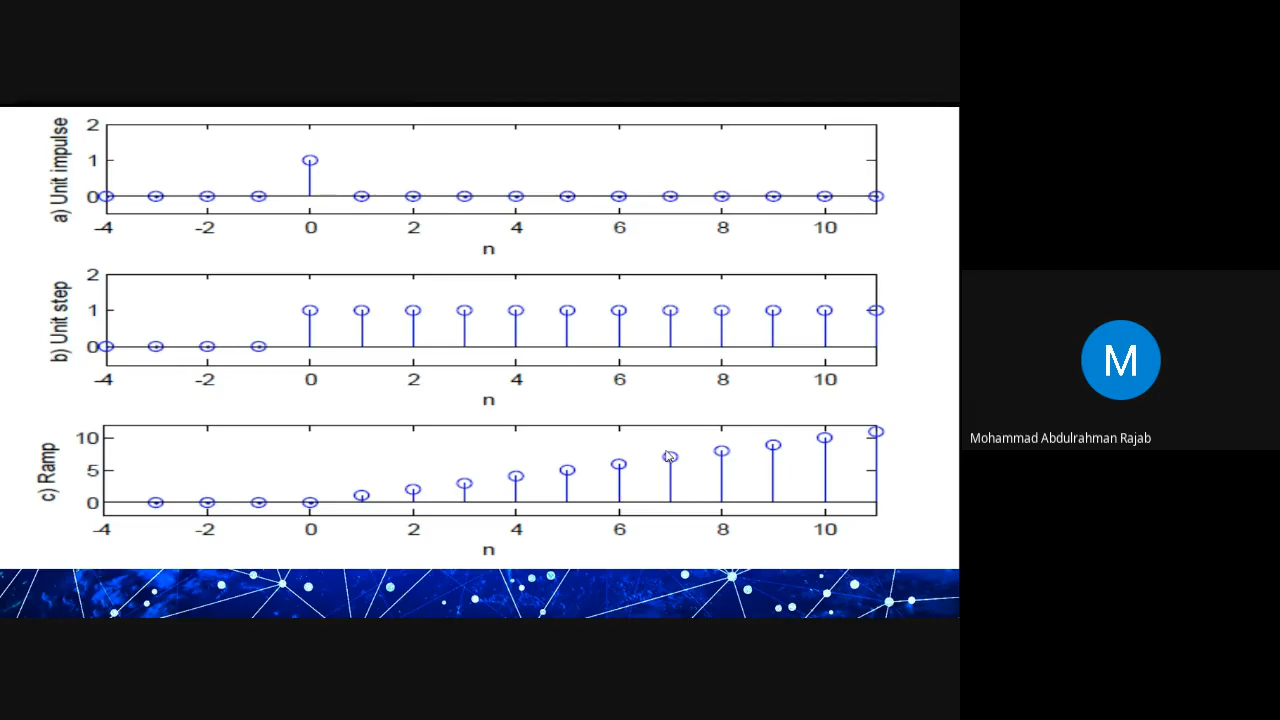 a) Unit impulse
2
1
0
-4 -2 0 2 4 6 8 10
n
b) Unit step
2
1
0
-4 -2 0 2 4 6 8 10
n
c) Ramp
10
5
0
-4 -2 0 2 4 6 8 10
n
M
Mohammad Abdulrahman Rajab